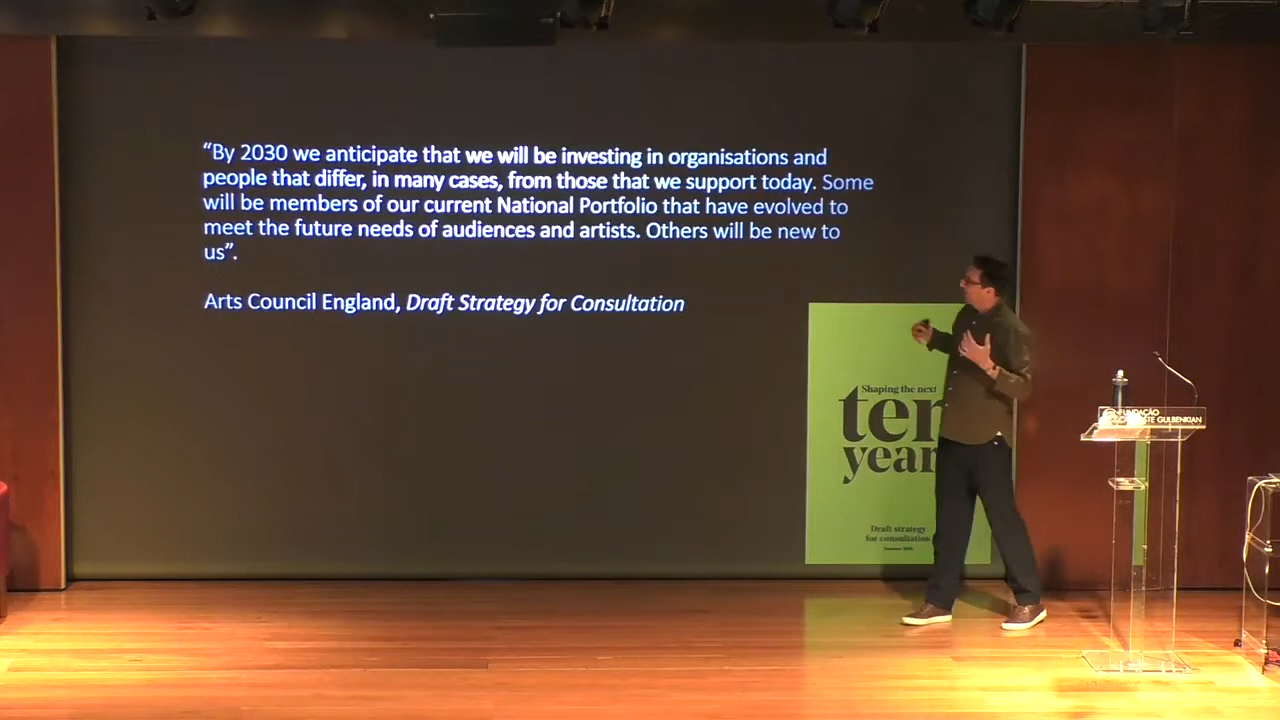 “By 2030 we anticipate that we will be investing in organisations and
people that differ, in many cases, from those that we support today. Some
will be members of our current National Portfolio that have evolved to
meet the future needs of audiences and artists. Others will be new to
us”.
Arts Council England, Draft Strategy for Consultation
Shaping the next
ten
year
Draft strategy
for consultation
FUNDAÇÃO
GULBENKIAN